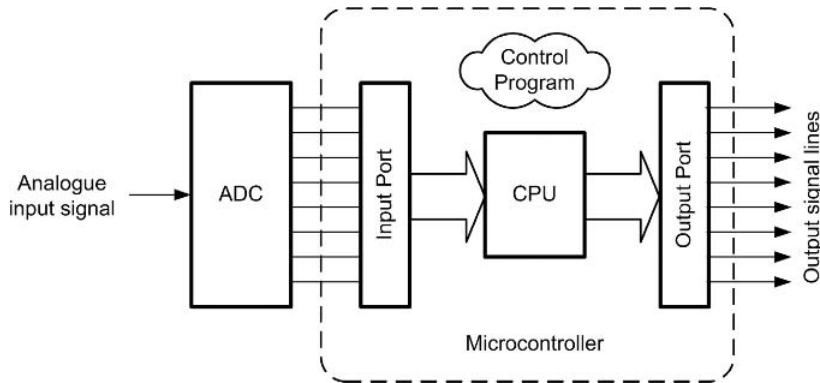 Control
Program
Analogue
input signal
ADC
Input Port
CPU
Output Port
Output signal lines
Microcontroller